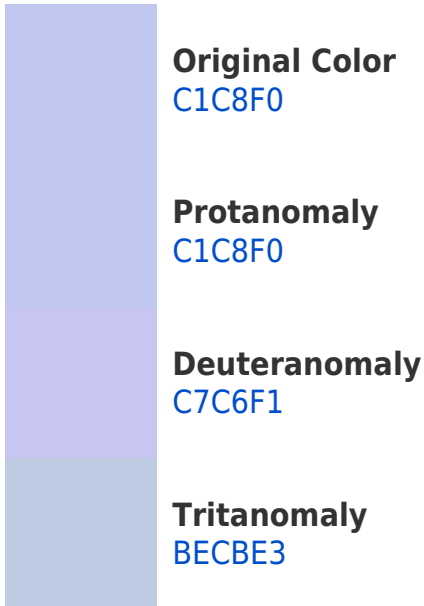 Original Color
C1C8F0
Protanomaly
C1C8F0
Deuteranomaly
C7C6F1
Tritanomaly
BECBE3